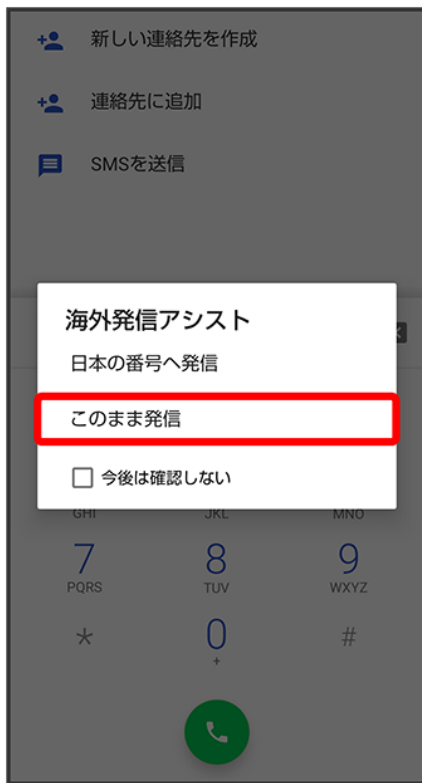 新しい連絡先を作成
連絡先に追加
SMSを送信
海外発信アシスト
日本の番号へ発信
このまま発信
今後は確認しない
GHI JKL MNO
7 8 9
PQRS TUV WXYZ
* 0 #
+